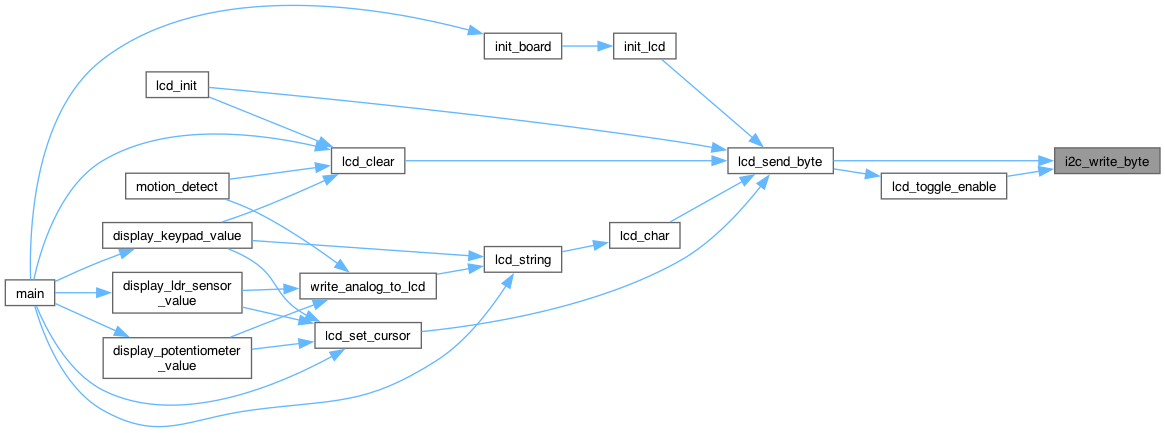 init_board
init_lcd
lcd_init
lcd_clear
lcd_send_byte
i2c_write_byte
motion_detect
lcd_toggle_enable
display_keypad_value
lcd_char
lcd_string
main
display_ldr_sensor
_value
write_analog_to_lcd
lcd_set_cursor
display_potentiometer
_value